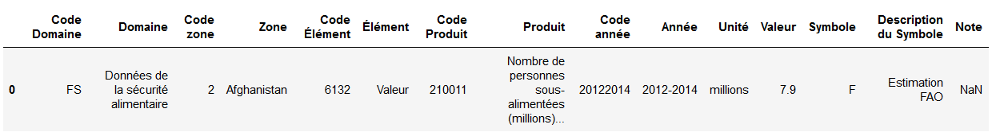 Code Domaine Domaine Code zone Zone Code Élément Élément Code Produit Produit Code année Année Unité Valeur Symbole Description du Symbole Note
0 FS Données de la sécurité alimentaire 2 Afghanistan 6132 Valeur 210011 Nombre de personnes sous-alimentées (millions)... 20122014 2012-2014 millions 7.9 F Estimation FAO NaN